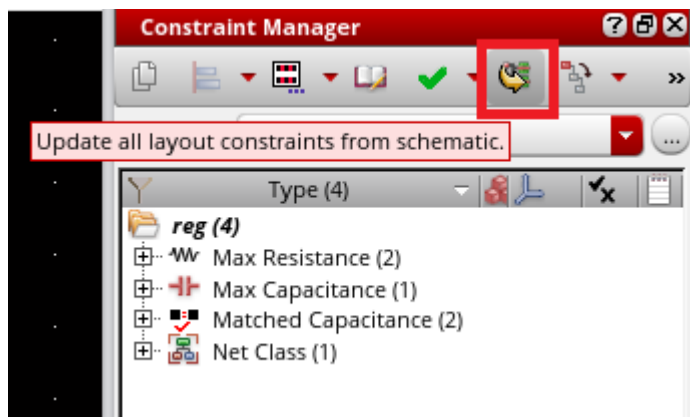 Constraint Manager
Update all layout constraints from schematic.
Type (4)
reg (4)
Max Resistance (2)
Max Capacitance (1)
Matched Capacitance (2)
Net Class (1)